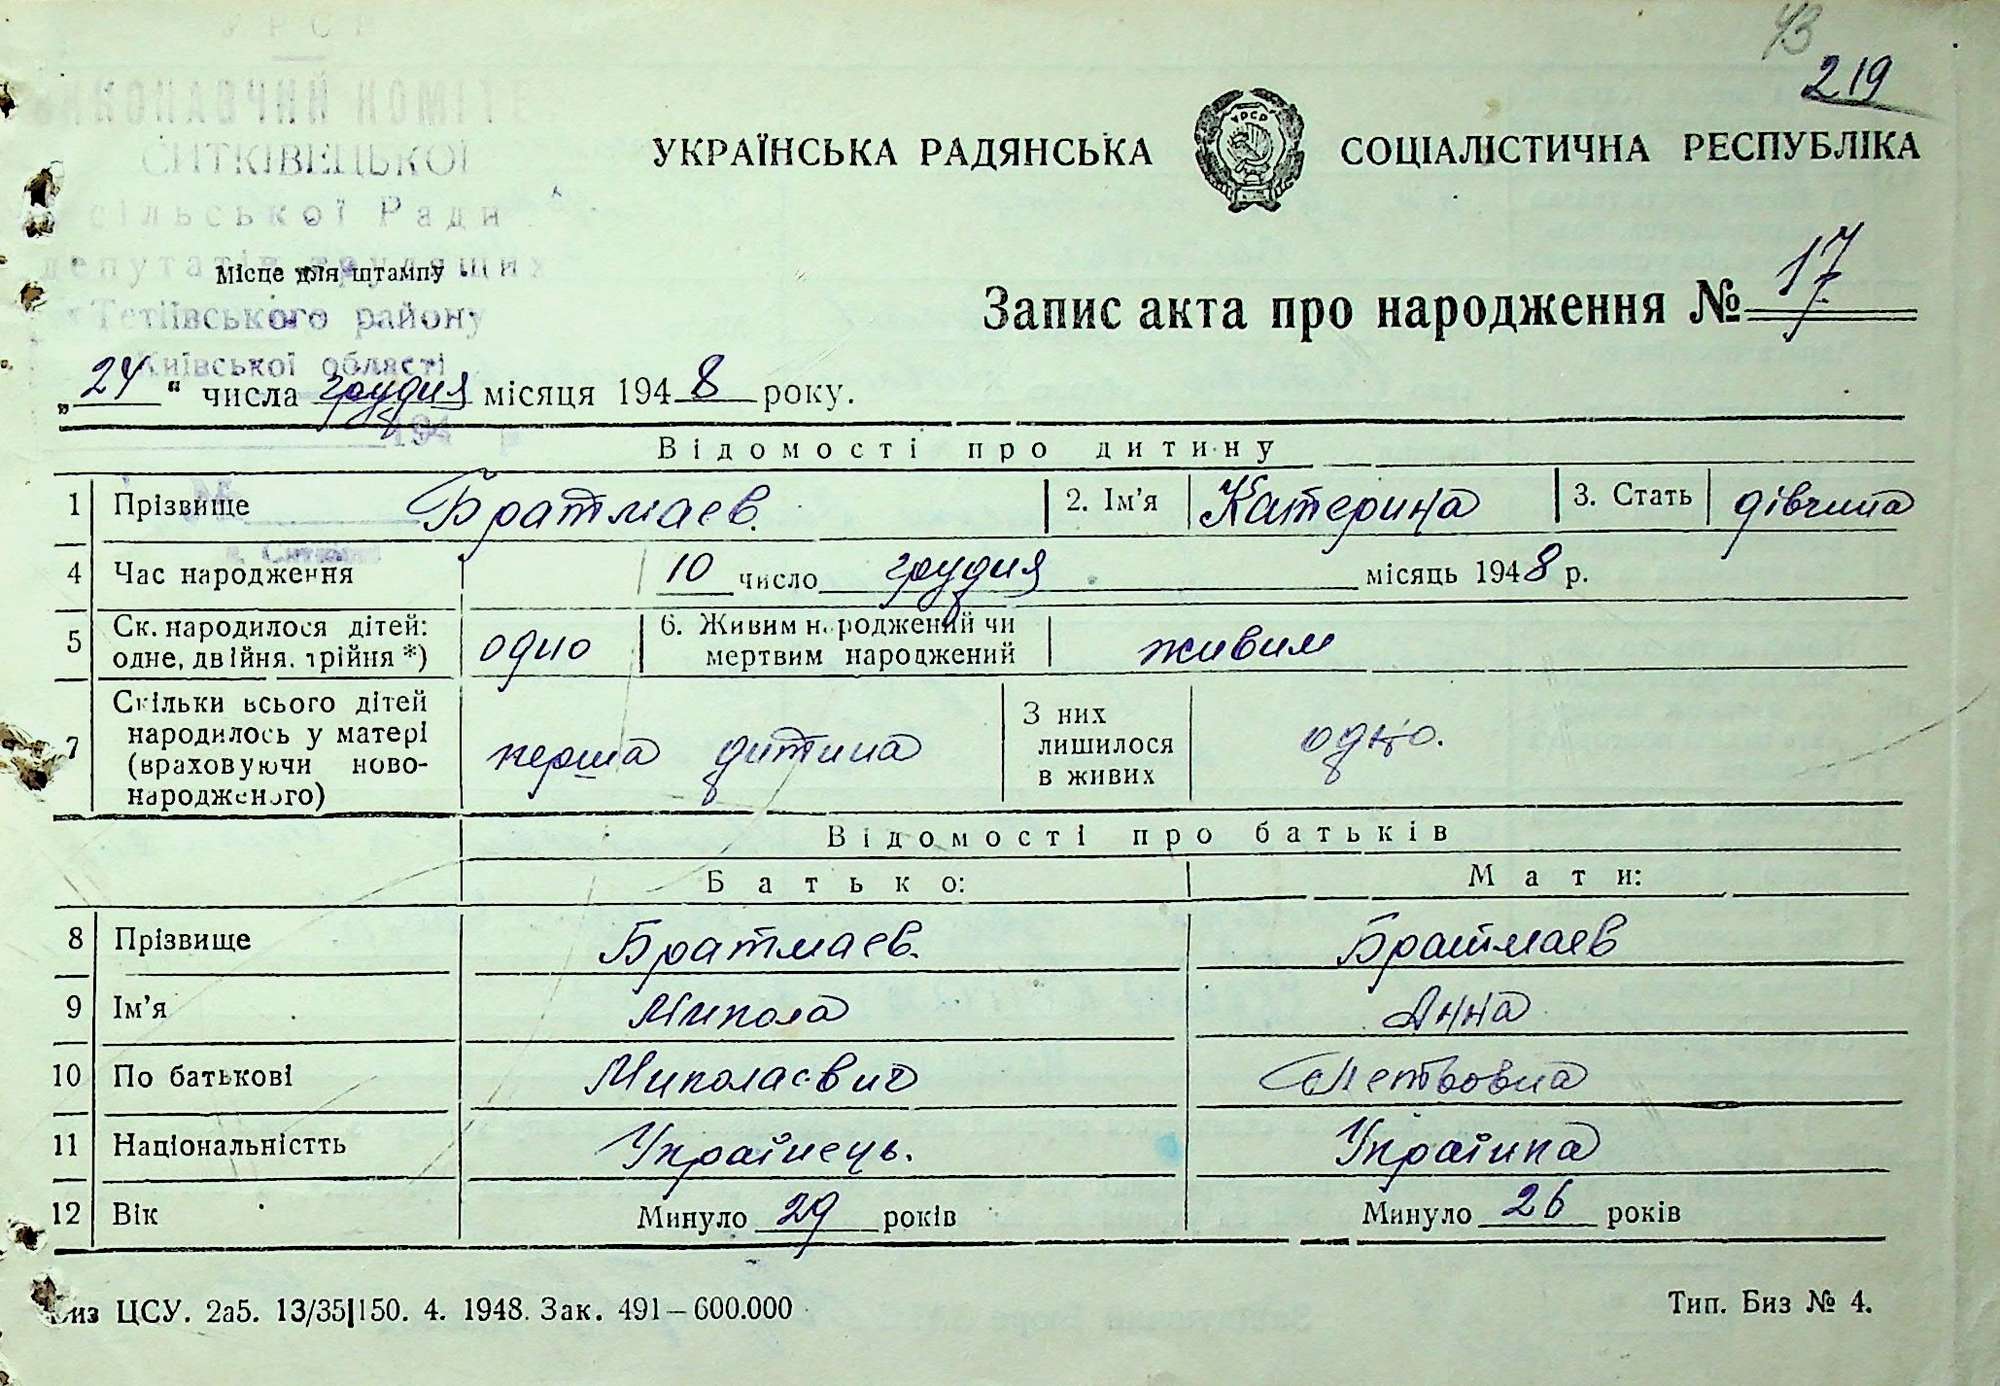 43
219
УРСР
ВИКОНАВЧИЙ КОМІТЕ
СИТКІВЕЦЬКОЇ
сільської Ради
депутатів трудящих
Тетіївського району
Київської області
194 р
УКРАЇНСЬКА РАДЯНСЬКА СОЦІАЛІСТИЧНА РЕСПУБЛІКА
УРСР
Місце для штампу
Запис акта про народження № 17
„24“ числа грудня місяця 1948 року.
Відомості про дитину
1 Прізвище Братмаєв. 2. Ім'я Катерина 3. Стать дівчина
4 Час народження 10 число грудня місяць 1948 р.
5 Ск. народилося дітей: одно 6. Живим народжений чи живим
одне, двійня, трійня *) мертвим народжений
7 Скільки всього дітей народилось у матері (враховуючи ново-народженого) перша дитина З них лишилося в живих одно.
Відомості про батьків
Батько: Мати:
8 Прізвище Братмаєв. Братмаєв
9 Ім'я Микола Анна
10 По батькові Миколаєвич Петровна
11 Національністть Українець. Українка
12 Вік Минуло 29 років Минуло 26 років
Биз ЦСУ. 2а5. 13/35|150. 4. 1948. Зак. 491—600.000 Тип. Биз № 4.